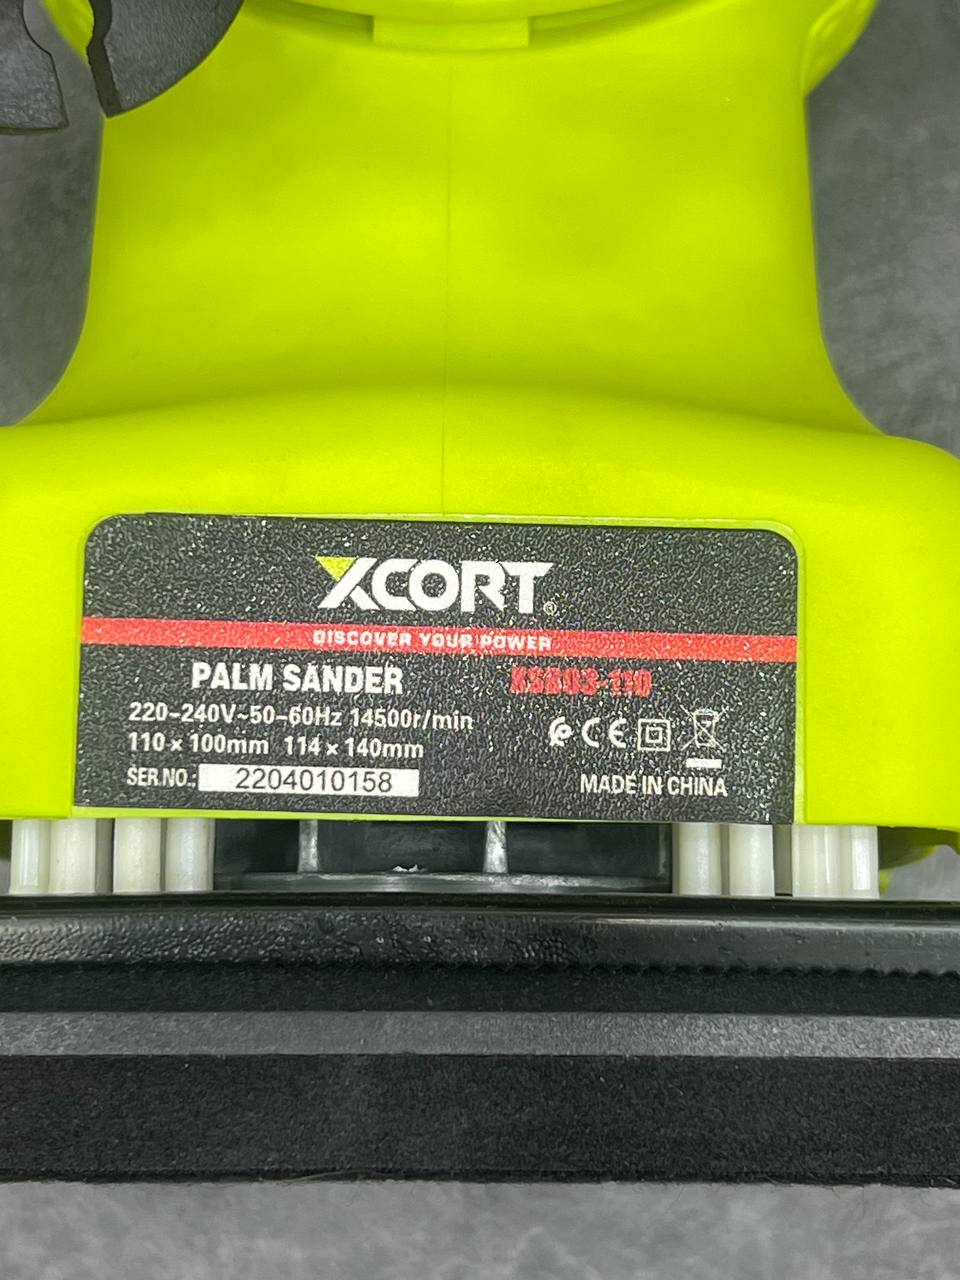 XCORT®
DISCOVER YOUR POWER
PALM SANDER
220-240V~50-60Hz 14500r/min
110 x 100mm 114 x 140mm
SER.NO.: 2204010158
CE
MADE IN CHINA